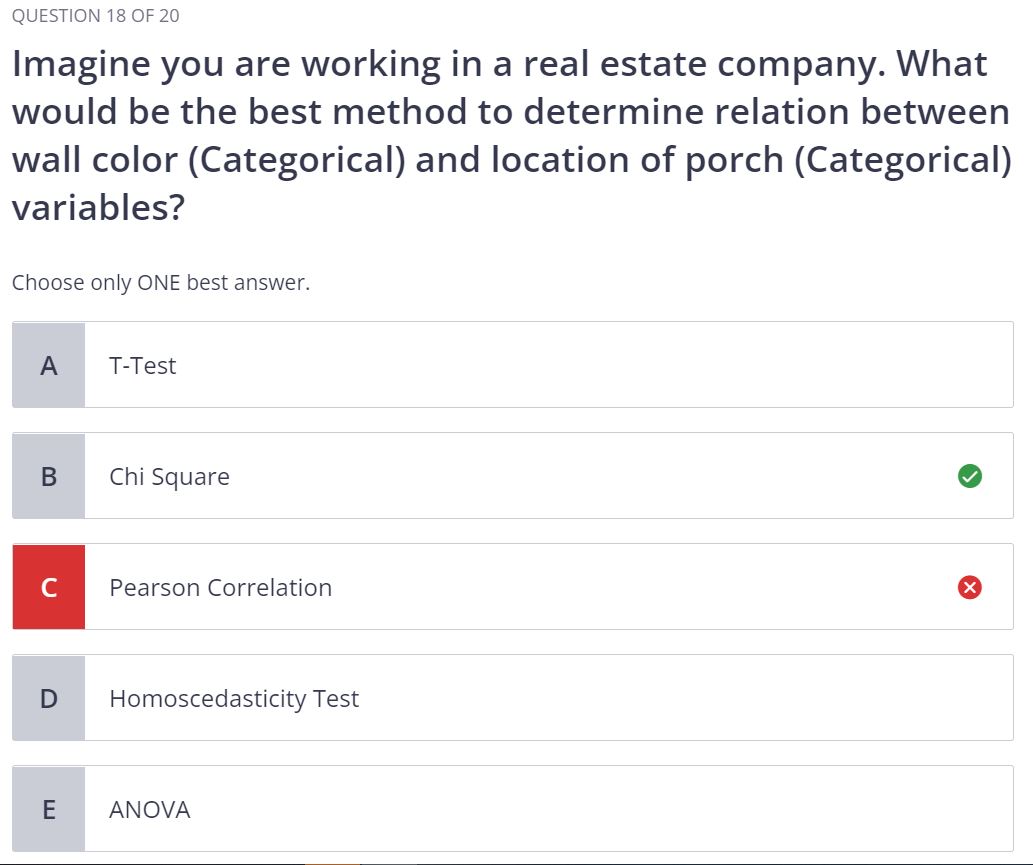 QUESTION 18 OF 20
Imagine you are working in a real estate company. What
would be the best method to determine relation between
wall color (Categorical) and location of porch (Categorical)
variables?
Choose only ONE best answer.
A T-Test
B Chi Square
C Pearson Correlation
D Homoscedasticity Test
E ANOVA